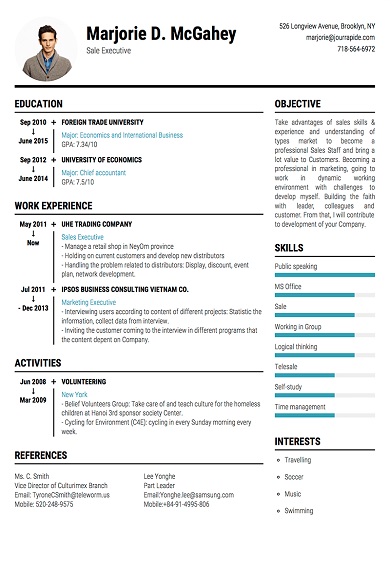 Marjorie D. McGahey
Sale Executive
526 Longview Avenue, Brooklyn, NY
marjorie@jourrapide.com
718-564-6972
EDUCATION
Sep 2010 + FOREIGN TRADE UNIVERSITY
↓ Major: Economics and International Business
June 2015 GPA: 7.34/10
Sep 2012 + UNIVERSITY OF ECONOMICS
↓ Major: Chief accountant
June 2014 GPA: 7.5/10
WORK EXPERIENCE
May 2011 + UHE TRADING COMPANY
↓ Sales Executive
Now - Manage a retail shop in NeyOrn province
- Holding on current customers and develop new distributors
- Handling the problem related to distributors: Display, discount, event
plan, network development.
Jul 2011 + IPSOS BUSINESS CONSULTING VIETNAM CO.
↓ Marketing Executive
- Dec 2013 - Interviewing users according to content of different projects: Statistic the
information, collect data from interview.
- Inviting the customer coming to the interview in different programs that
the content depent on Company.
ACTIVITIES
Jun 2008 + VOLUNTEERING
↓ New York
Mar 2009 - Belief Volunteers Group: Take care of and teach culture for the homeless
children at Hanoi 3rd sponsor society Center.
- Cycling for Environment (C4E): cycling in every Sunday morning every
week.
REFERENCES
Ms. C. Smith
Vice Director of Culturimex Branch
Email: TyroneCSmith@teleworm.us
Mobile: 520-248-9575
Lee Yonghe
Part Leader
Email:Yonghe.lee@samsung.com
Mobile:+84-91-4995-806
OBJECTIVE
Take advantages of sales skills &
experience and understanding of
types market to become a
professional Sales Staff and bring a
lot value to Customers. Becoming a
professional in marketing, going to
work in dynamic working
environment with challenges to
develop myself. Building the faith
with leader, colleagues and
customer. From that, I will contribute
to development of your Company.
SKILLS
Public speaking
MS Office
Sale
Working in Group
Logical thinking
Telesale
Self-study
Time management
INTERESTS
Travelling
Soccer
Music
Swimming